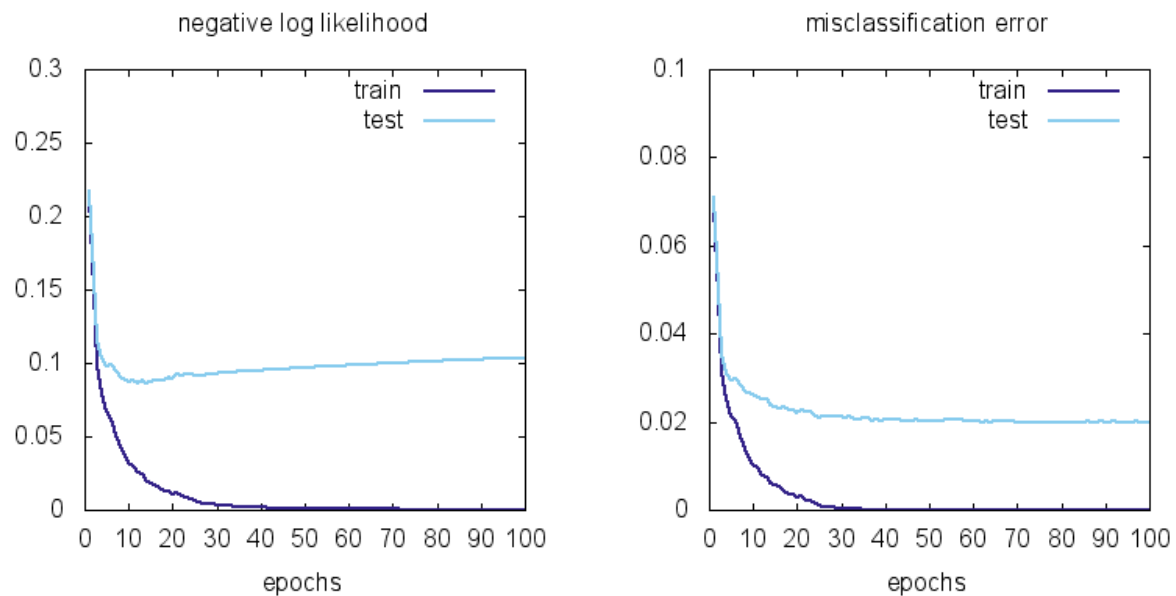 negative log likelihood
0.3
0.25
0.2
0.15
0.1
0.05
0
train
test
0 10 20 30 40 50 60 70 80 90 100
epochs
misclassification error
0.1
0.08
0.06
0.04
0.02
0
train
test
0 10 20 30 40 50 60 70 80 90 100
epochs